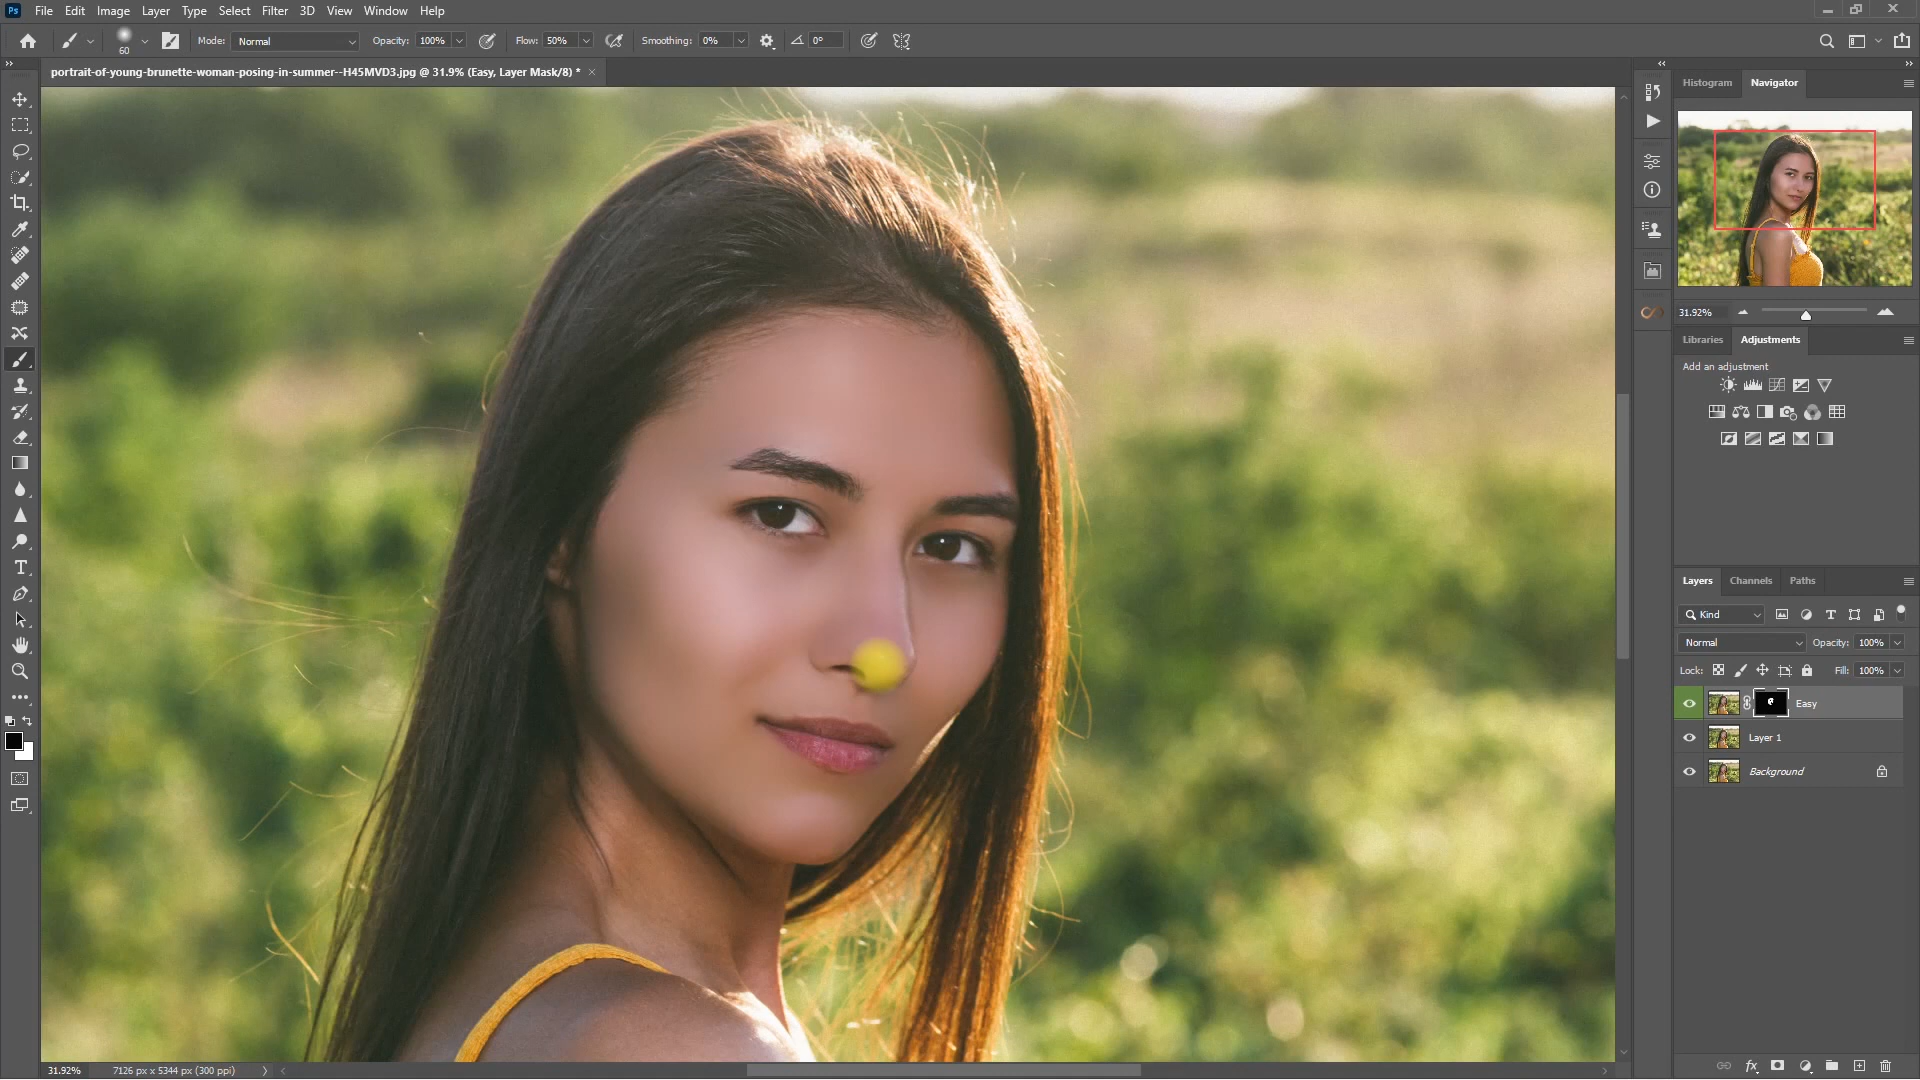 Ps File Edit Image Layer Type Select Filter 3D View Window Help
60 Mode: Normal Opacity: 100% Flow: 50% Smoothing: 0% 0°
portrait-of-young-brunette-woman-posing-in-summer--H45MVD3.jpg @ 31.9% (Easy, Layer Mask/8) *
Histogram Navigator
31.92%
Libraries Adjustments
Add an adjustment
Layers Channels Paths
Kind
Normal Opacity: 100%
Lock: Fill: 100%
Easy
Layer 1
Background
31.92% 7126 px x 5344 px (300 ppi)